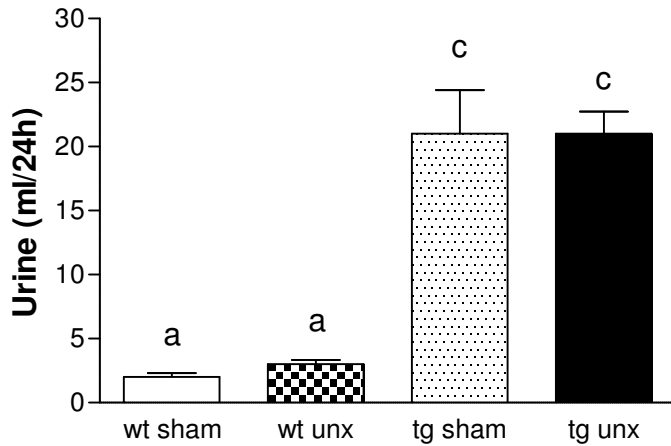 30
25
20
15
10
5
0
Urine (ml/24h)
a
a
c
c
wt sham
wt unx
tg sham
tg unx